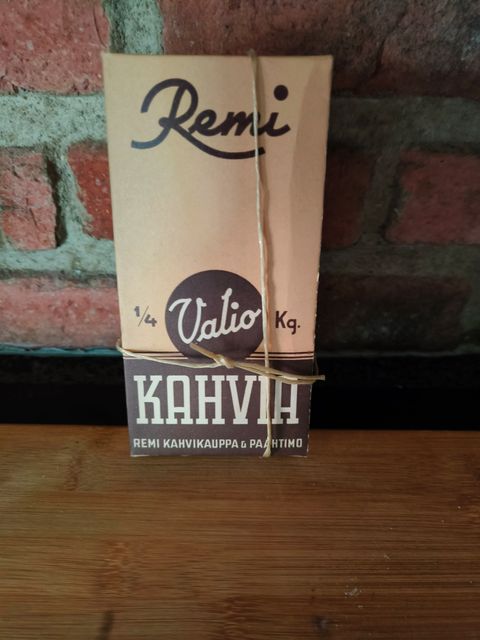 Remi
1/4 Valio Kg.
KAHVIA
REMI KAHVIKAUPPA & PAAHTIMO